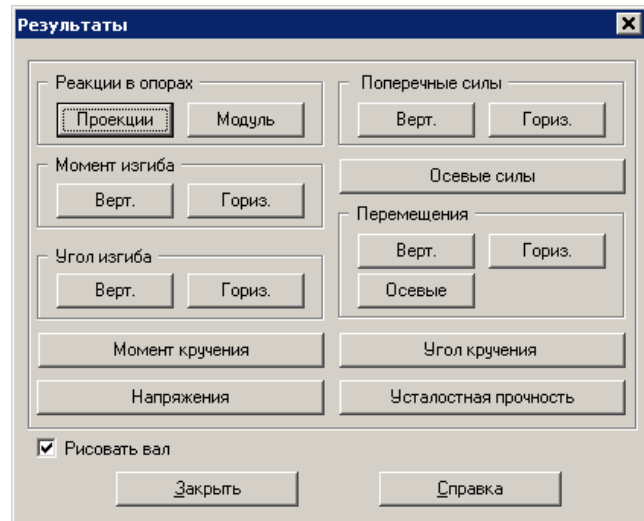 Результаты
Реакции в опорах
Проекции Модуль
Поперечные силы
Верт. Гориз.
Момент изгиба
Верт. Гориз.
Осевые силы
Перемещения
Верт. Гориз.
Осевые
Угол изгиба
Верт. Гориз.
Момент кручения Угол кручения
Напряжения Усталостная прочность
Рисовать вал
Закрыть Справка